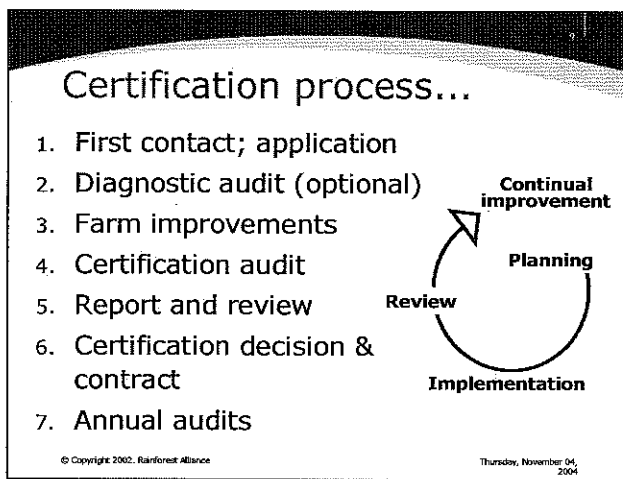 Certification process...
1. First contact; application
2. Diagnostic audit (optional)
3. Farm improvements
4. Certification audit
5. Report and review
6. Certification decision &
contract
7. Annual audits
Continual
improvement
Planning
Review
Implementation
© Copyright 2002. Rainforest Alliance
Thursday, November 04,
2004